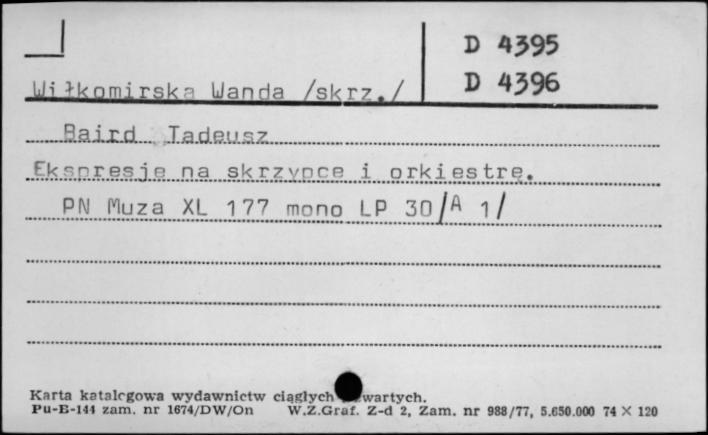 D 4395
D 4396
Wiłkomirska Wanda /skrz./
Baird Tadeusz
Ekspresje na skrzypce i orkiestrę.
PN Muza XL 177 mono LP 30/A 1/
Karta katalogowa wydawnictw ciągłych zwartych.
Pu-B-144 zam. nr 1674/DW/On W.Z.Graf. Z-d 2, Zam. nr 988/77, 5.650.000 74 X 120